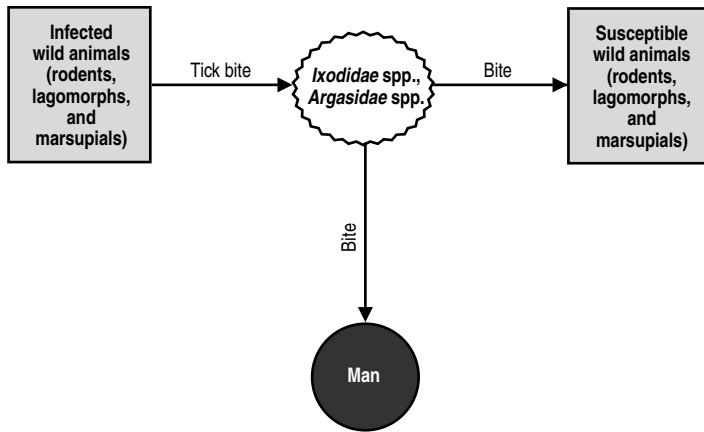 Infected
wild animals
(rodents,
lagomorphs,
and
marsupials)
Tick bite
Ixodidae spp.,
Argasidae spp.
Bite
Susceptible
wild animals
(rodents,
lagomorphs,
and
marsupials)
Bite
Man